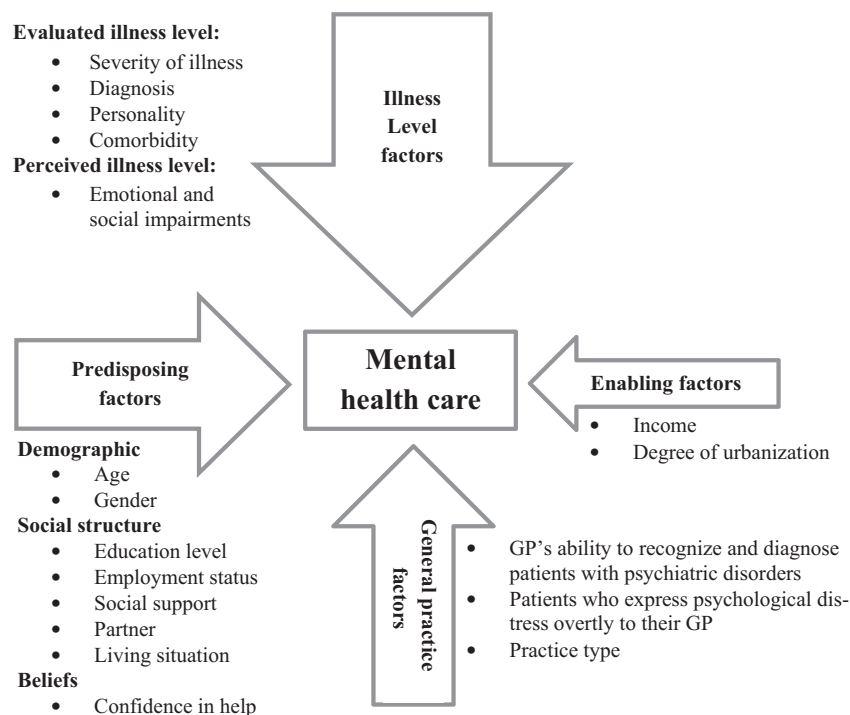 Evaluated illness level:
• Severity of illness
• Diagnosis
• Personality
• Comorbidity
Perceived illness level:
• Emotional and
social impairments
Illness
Level
factors
Predisposing
factors
Mental
health care
Enabling factors
• Income
• Degree of urbanization
Demographic
• Age
• Gender
Social structure
• Education level
• Employment status
• Social support
• Partner
• Living situation
Beliefs
• Confidence in help
General practice
factors
• GP's ability to recognize and diagnose
patients with psychiatric disorders
• Patients who express psychological dis-
tress overtly to their GP
• Practice type